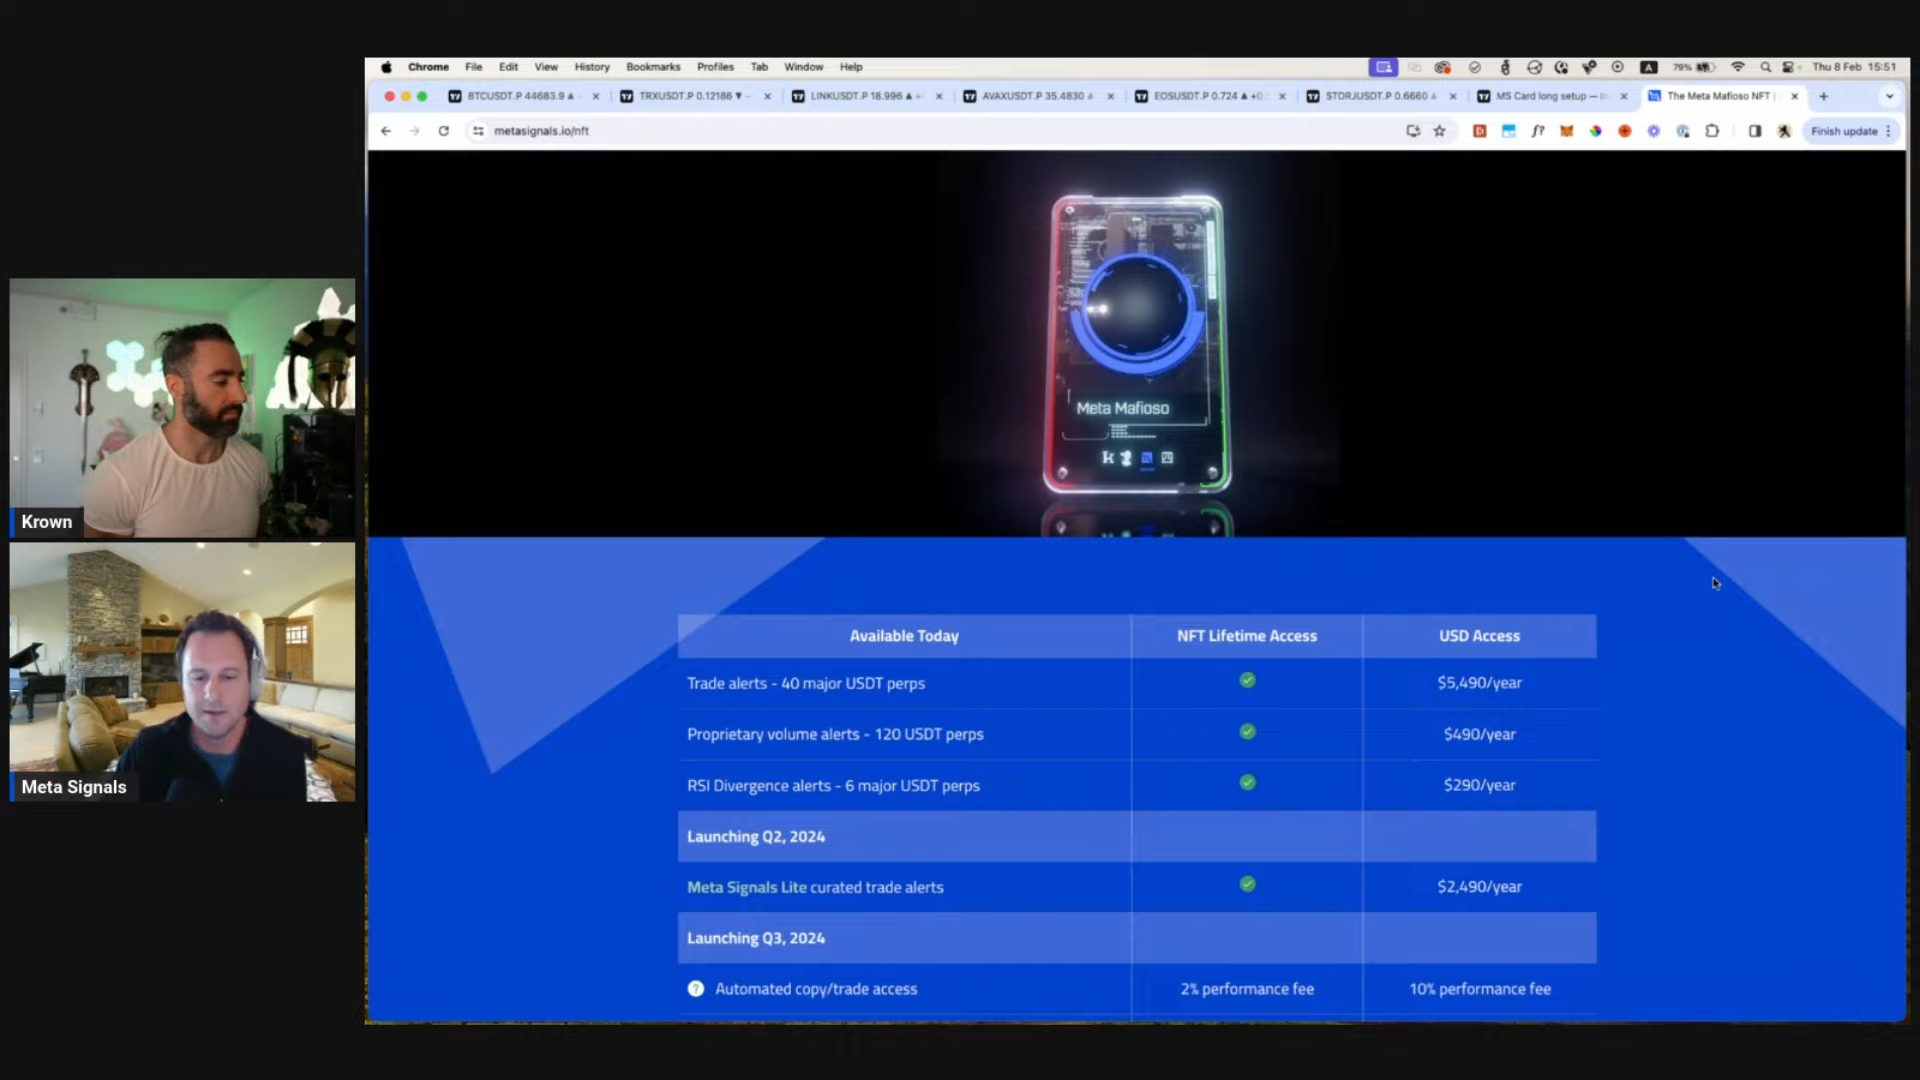 Chrome File Edit View History Bookmarks Profiles Tab Window Help
A 79% Thu 8 Feb 15:51
BTCUSDT.P 44683.9 ▲
TRXUSDT.P 0.12186 ▼
LINKUSDT.P 18.996 ▲
AVAXUSDT.P 35.4830
EOSUSDT.P 0.724 ▲ +0
STORJUSDT.P 0.6660
MS Card long setup —
The Meta Mafioso NFT |
metasignals.io/nft
Finish update
Meta Mafioso
Krown
Meta Signals
Available Today NFT Lifetime Access USD Access
Trade alerts - 40 major USDT perps $5,490/year
Proprietary volume alerts - 120 USDT perps $490/year
RSI Divergence alerts - 6 major USDT perps $290/year
Launching Q2, 2024
Meta Signals Lite curated trade alerts $2,490/year
Launching Q3, 2024
? Automated copy/trade access 2% performance fee 10% performance fee